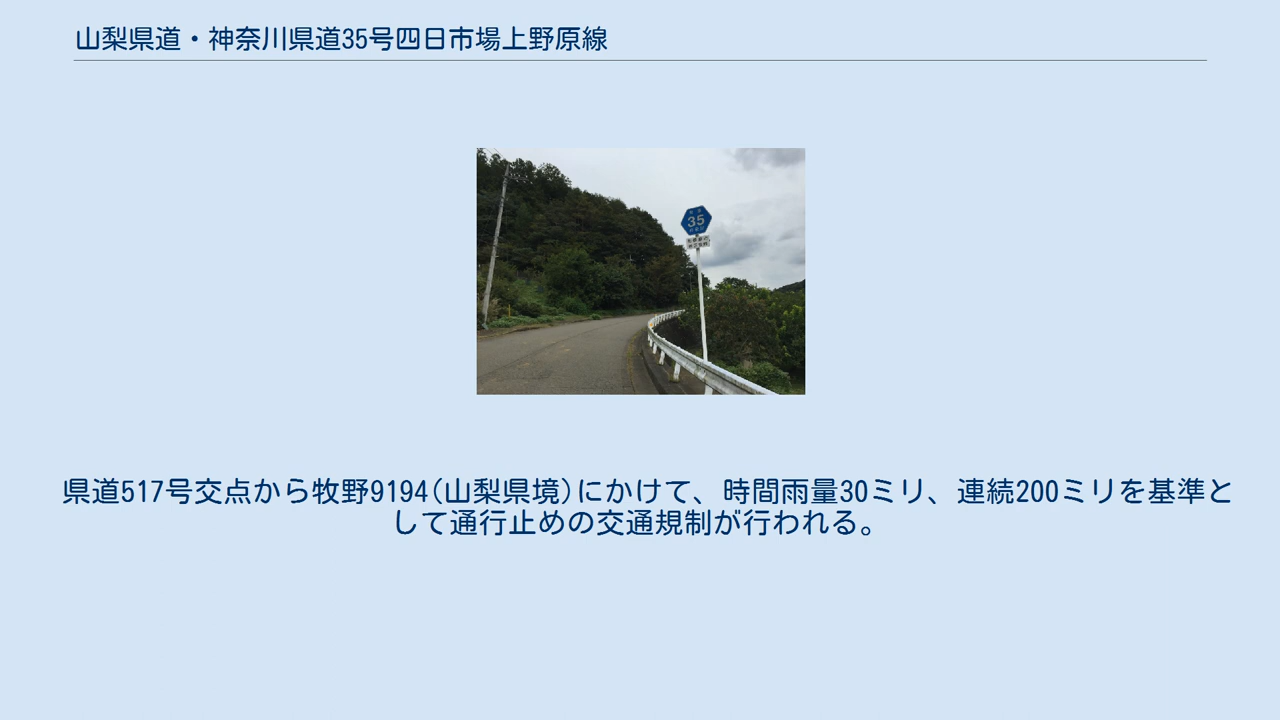 山梨県道・神奈川県道35号四日市場上野原線
35
県道517号交点から牧野9194(山梨県境)にかけて、時間雨量30ミリ、連続200ミリを基準と
して通行止めの交通規制が行われる。